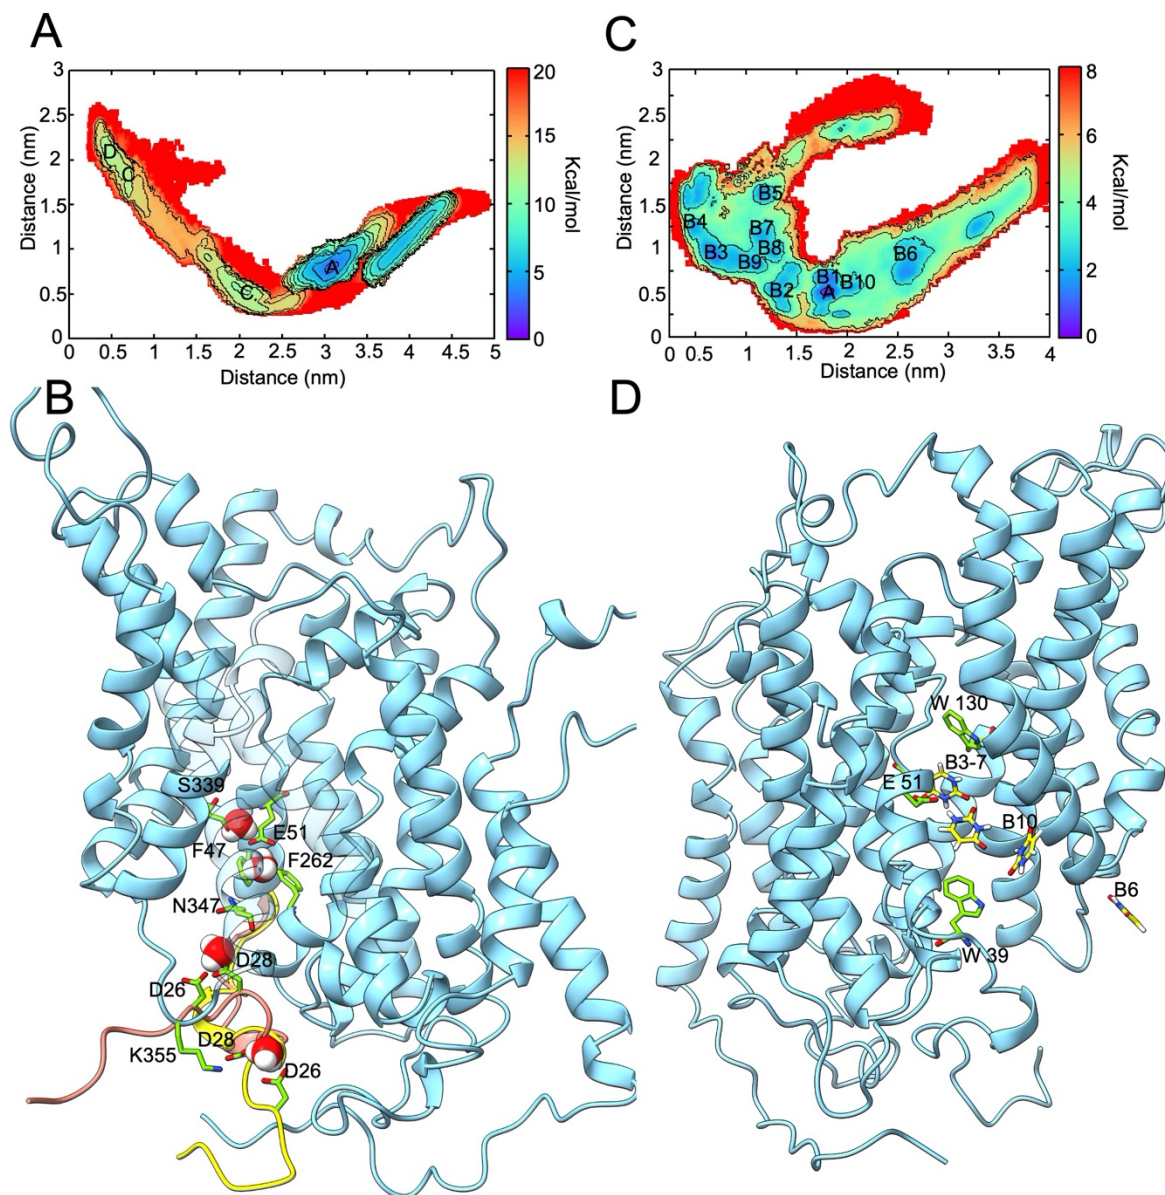 A
3
2.5
2
1.5
1
0.5
0
Distance (nm)
D
C
C
A
0 0.5 1 1.5 2 2.5 3 3.5 4 4.5 5
Distance (nm)
20
15
10
5
0
Kcal/mol
C
3
2.5
2
1.5
1
0.5
0
Distance (nm)
B5
B4
B7
B3
B8
B9
B6
B1
B2
A
B10
0 0.5 1 1.5 2 2.5 3 3.5 4
Distance (nm)
8
6
4
2
0
Kcal/mol
B
S339
E51
F47
F262
N347
D28
D26
D28
K355
D26
D
W 130
B3-7
E 51
B10
B6
W 39